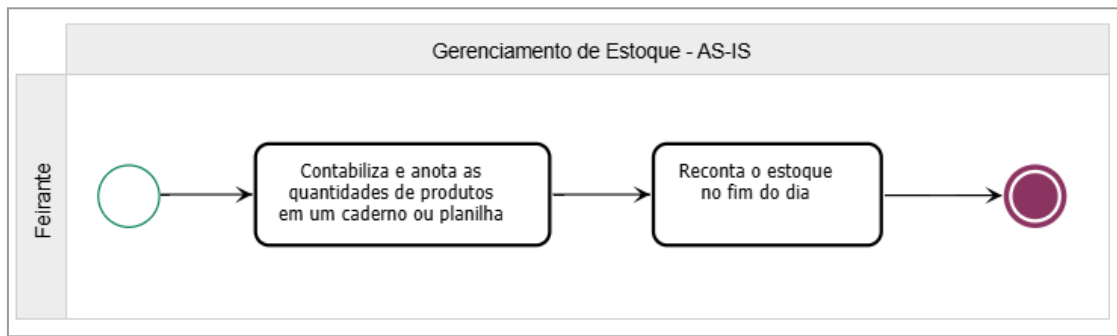 Gerenciamento de Estoque - AS-IS
Feirante
Contabiliza e anota as
quantidades de produtos
em um caderno ou planilha
Reconta o estoque
no fim do dia